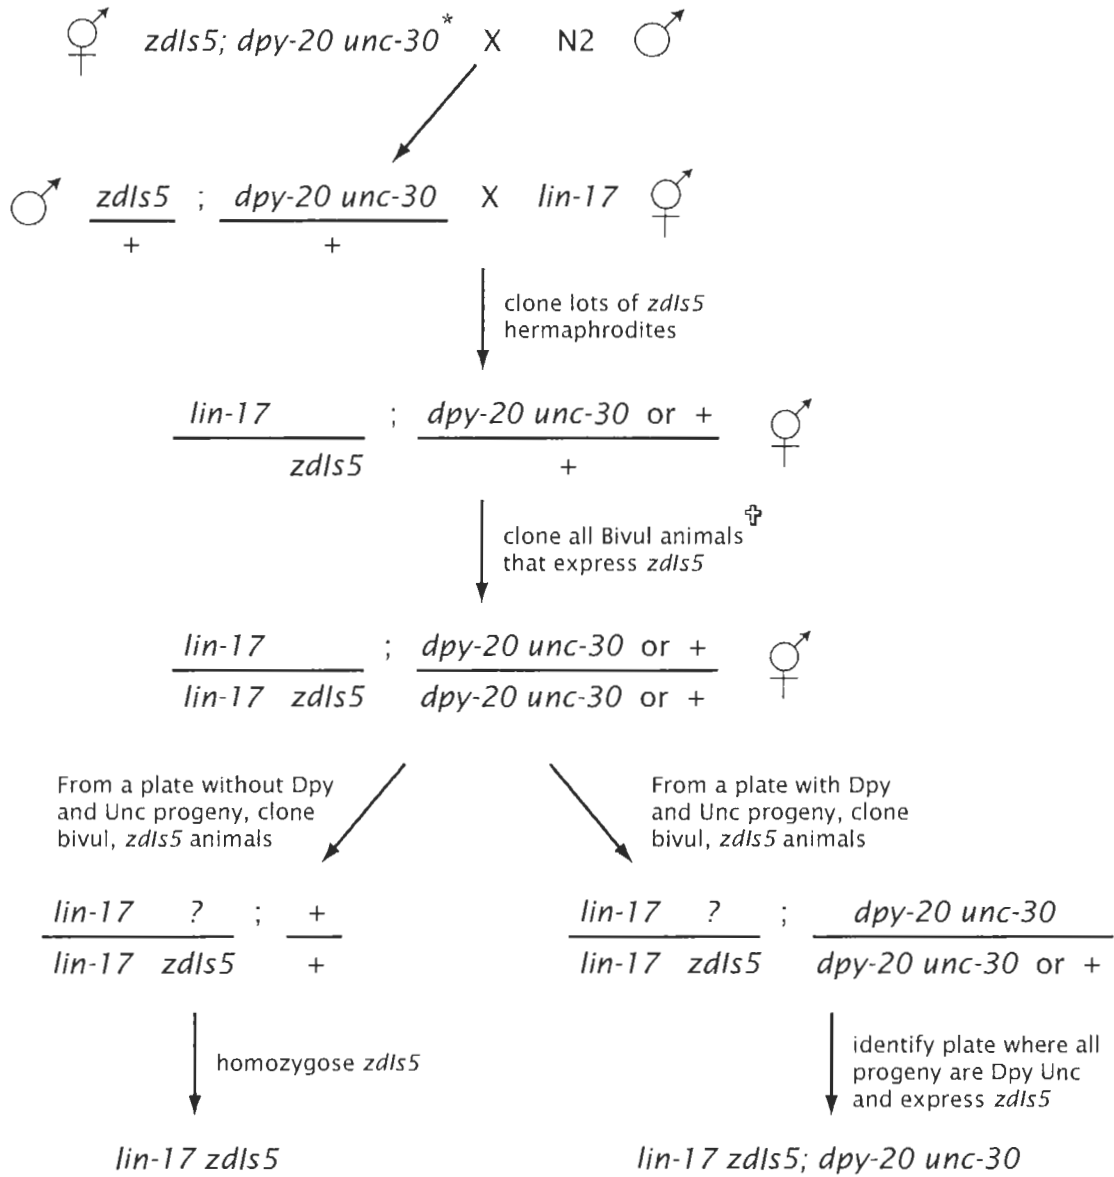 zdIs5; dpy-20 unc-30* X N2
zdIs5 ; dpy-20 unc-30 X lin-17
+ +
clone lots of zdIs5
hermaphrodites
lin-17 ; dpy-20 unc-30 or +
zdIs5 +
clone all Bivul animals✞
that express zdIs5
lin-17 ; dpy-20 unc-30 or +
lin-17 zdIs5 dpy-20 unc-30 or +
From a plate without Dpy
and Unc progeny, clone
bivul, zdIs5 animals
From a plate with Dpy
and Unc progeny, clone
bivul, zdIs5 animals
lin-17 ? ; +
lin-17 zdIs5 +
lin-17 ? ; dpy-20 unc-30
lin-17 zdIs5 dpy-20 unc-30 or +
homozygose zdIs5
identify plate where all
progeny are Dpy Unc
and express zdIs5
lin-17 zdIs5
lin-17 zdIs5; dpy-20 unc-30